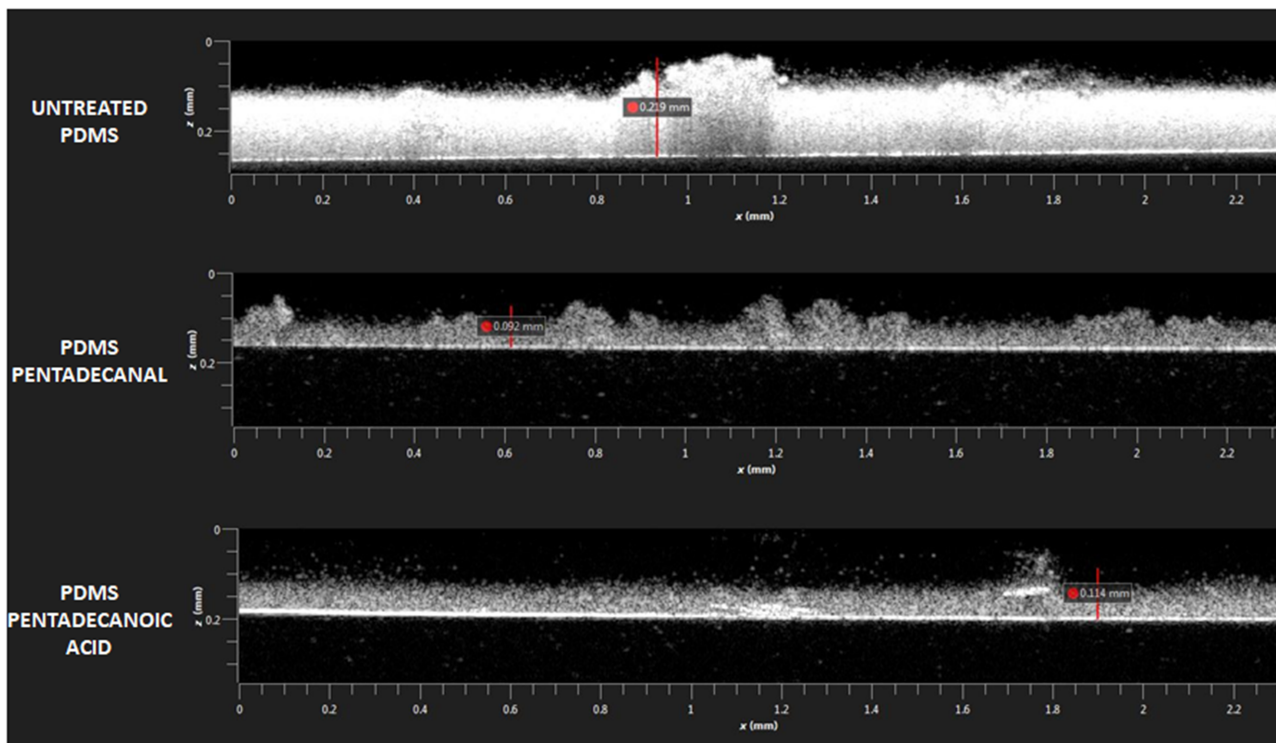 UNTREATED
PDMS
0
0.2
z (mm)
0.219 mm
0 0.2 0.4 0.6 0.8 1 1.2 1.4 1.6 1.8 2 2.2
x (mm)
PDMS
PENTADECANAL
0
0.2
z (mm)
0.092 mm
0 0.2 0.4 0.6 0.8 1 1.2 1.4 1.6 1.8 2 2.2
x (mm)
PDMS
PENTADECANOIC
ACID
0
0.2
z (mm)
0.114 mm
0 0.2 0.4 0.6 0.8 1 1.2 1.4 1.6 1.8 2 2.2
x (mm)